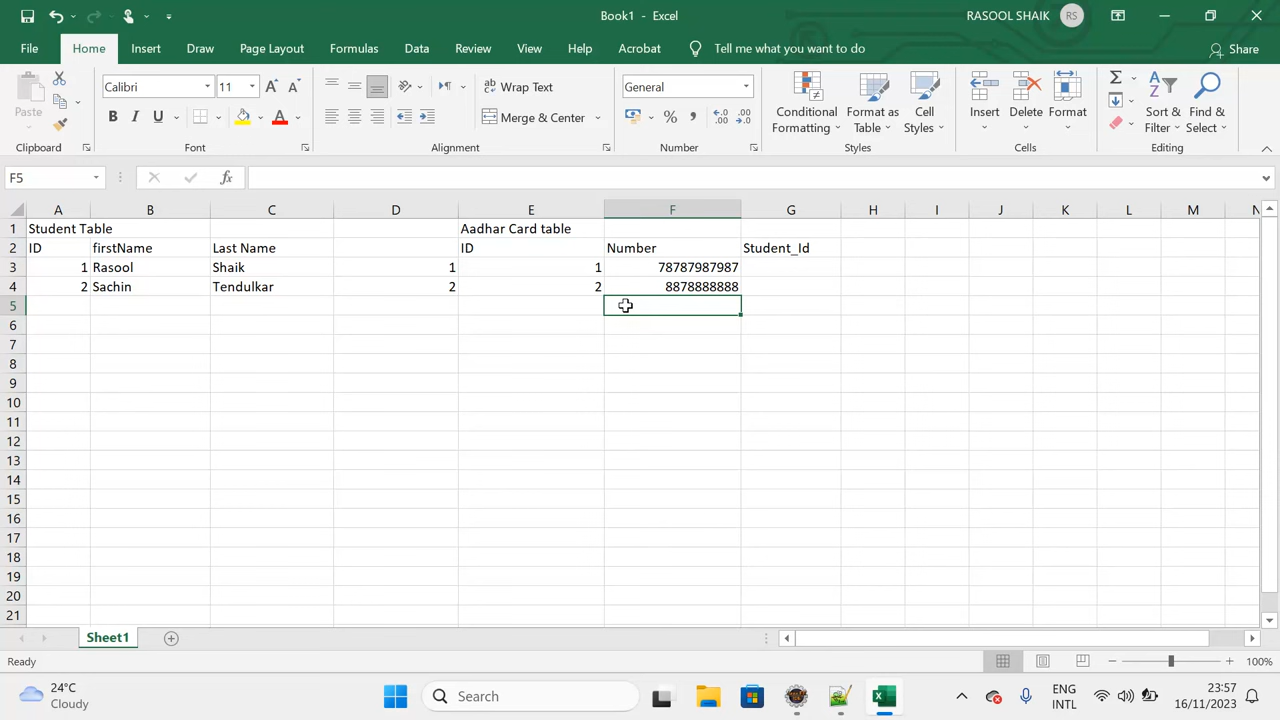 Book1 - Excel
RASOOL SHAIK
RS
File Home Insert Draw Page Layout Formulas Data Review View Help Acrobat Tell me what you want to do Share
Paste
Calibri 11
Wrap Text
General
Merge & Center
Conditional Formatting
Format as Table
Cell Styles
Insert Delete Format
Sort & Filter
Find & Select
Clipboard Font Alignment Number Styles Cells Editing
F5
A B C D E F G H I J K L M N
1 Student Table Aadhar Card table
2 ID firstName Last Name ID Number Student_Id
3 1 Rasool Shaik 1 1 78787987987
4 2 Sachin Tendulkar 2 2 8878888888
5
6
7
8
9
10
11
12
13
14
15
16
17
18
19
20
21
Sheet1
Ready
100%
24°C
Cloudy
Search
ENG
INTL
23:57
16/11/2023